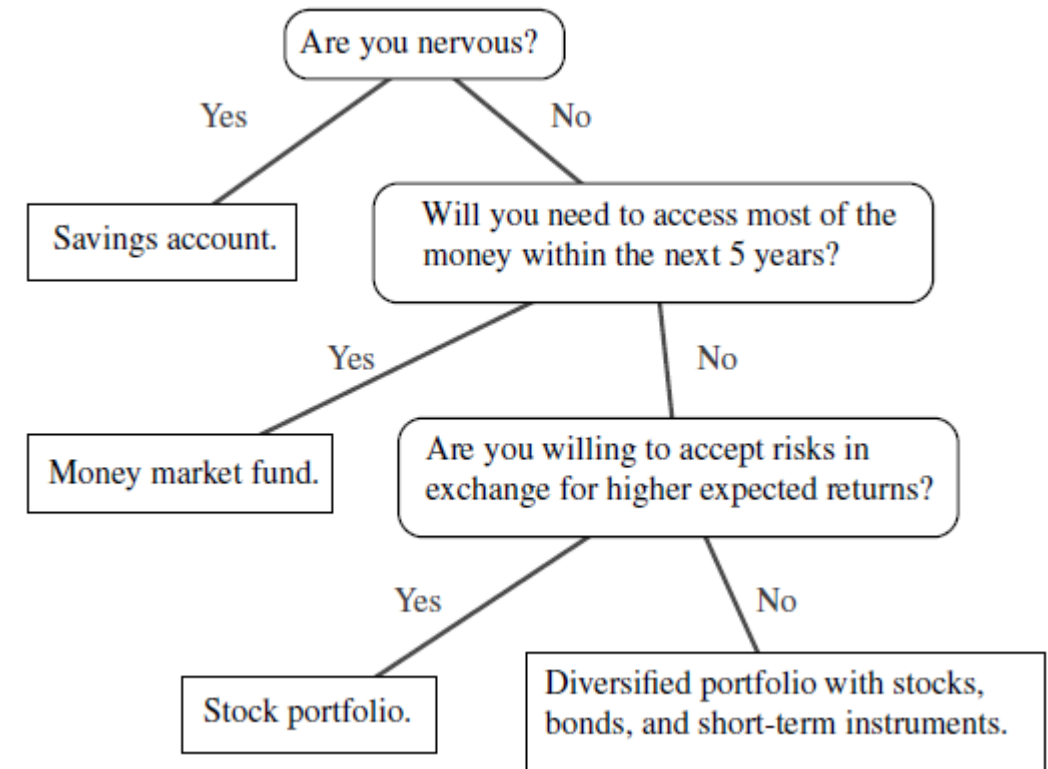 Are you nervous?
Yes
No
Savings account.
Will you need to access most of the
money within the next 5 years?
Yes
No
Money market fund.
Are you willing to accept risks in
exchange for higher expected returns?
Yes
No
Stock portfolio.
Diversified portfolio with stocks,
bonds, and short-term instruments.